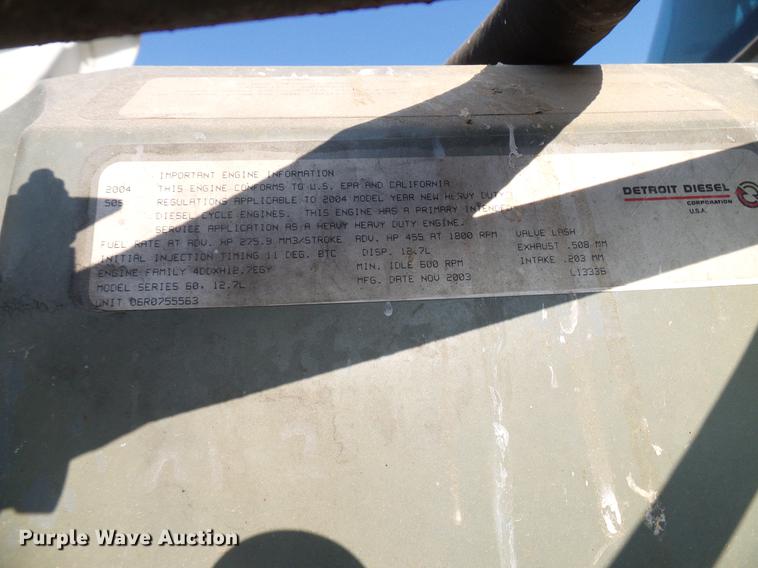 IMPORTANT ENGINE INFORMATION
2004 THIS ENGINE CONFORMS TO U.S. EPA AND CALIFORNIA
505 REGULATIONS APPLICABLE TO 2004 MODEL YEAR NEW HEAVY DUTY
DIESEL CYCLE ENGINES. THIS ENGINE HAS A PRIMARY INTENDED
SERVICE APPLICATION AS A HEAVY HEAVY DUTY ENGINE.
FUEL RATE AT ADV. HP 275.9 MM3/STROKE ADV. HP 455 AT 1800 RPM VALVE LASH
INITIAL INJECTION TIMING 11 DEG. BTC DISP. 12.7L EXHAUST .508 MM
ENGINE FAMILY 4DDXH12.7EGY MIN. IDLE 600 RPM INTAKE .203 MM
MODEL SERIES 60, 12.7L MFG. DATE NOV 2003 L13336
UNIT 06R0755563
DETROIT DIESEL
CORPORATION
U.S.A.
Purple Wave Auction